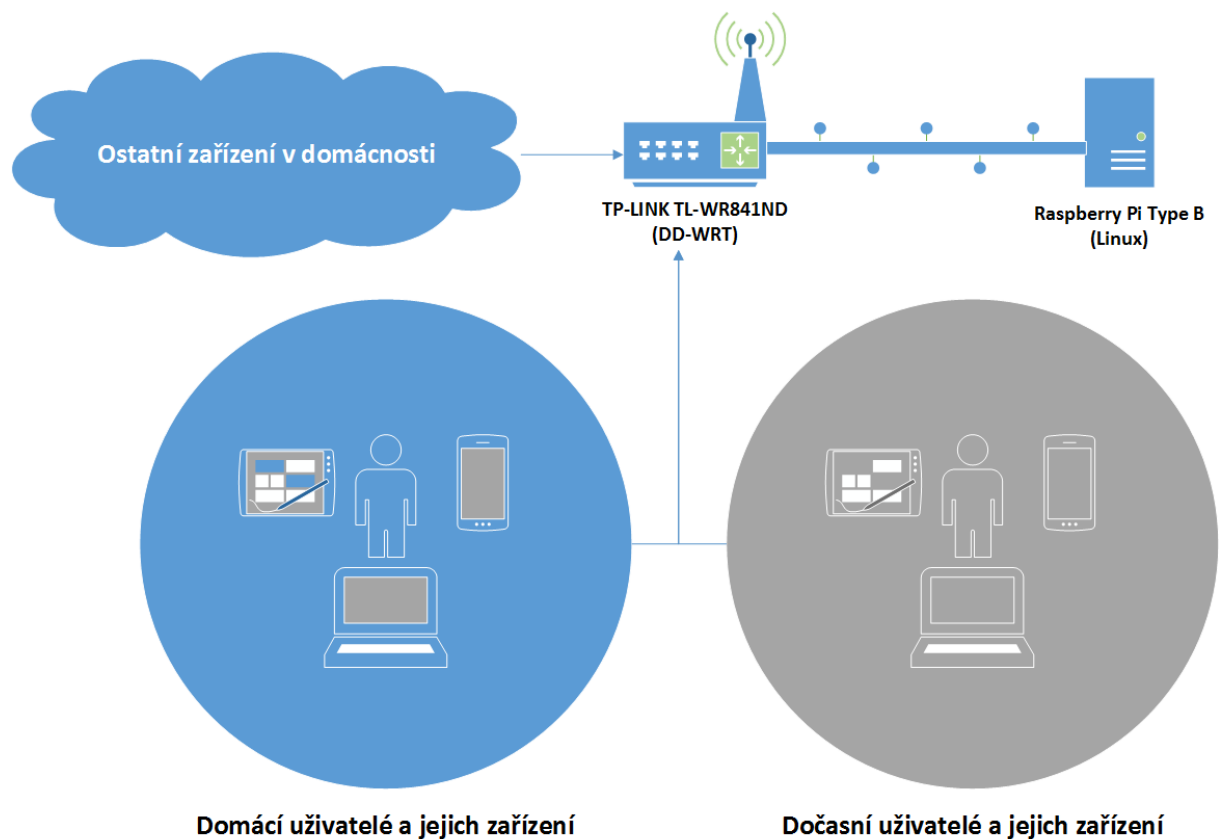 Ostatní zařízení v domácnosti
TP-LINK TL-WR841ND
(DD-WRT)
Raspberry Pi Type B
(Linux)
Domácí uživatelé a jejich zařízení
Dočasní uživatelé a jejich zařízení